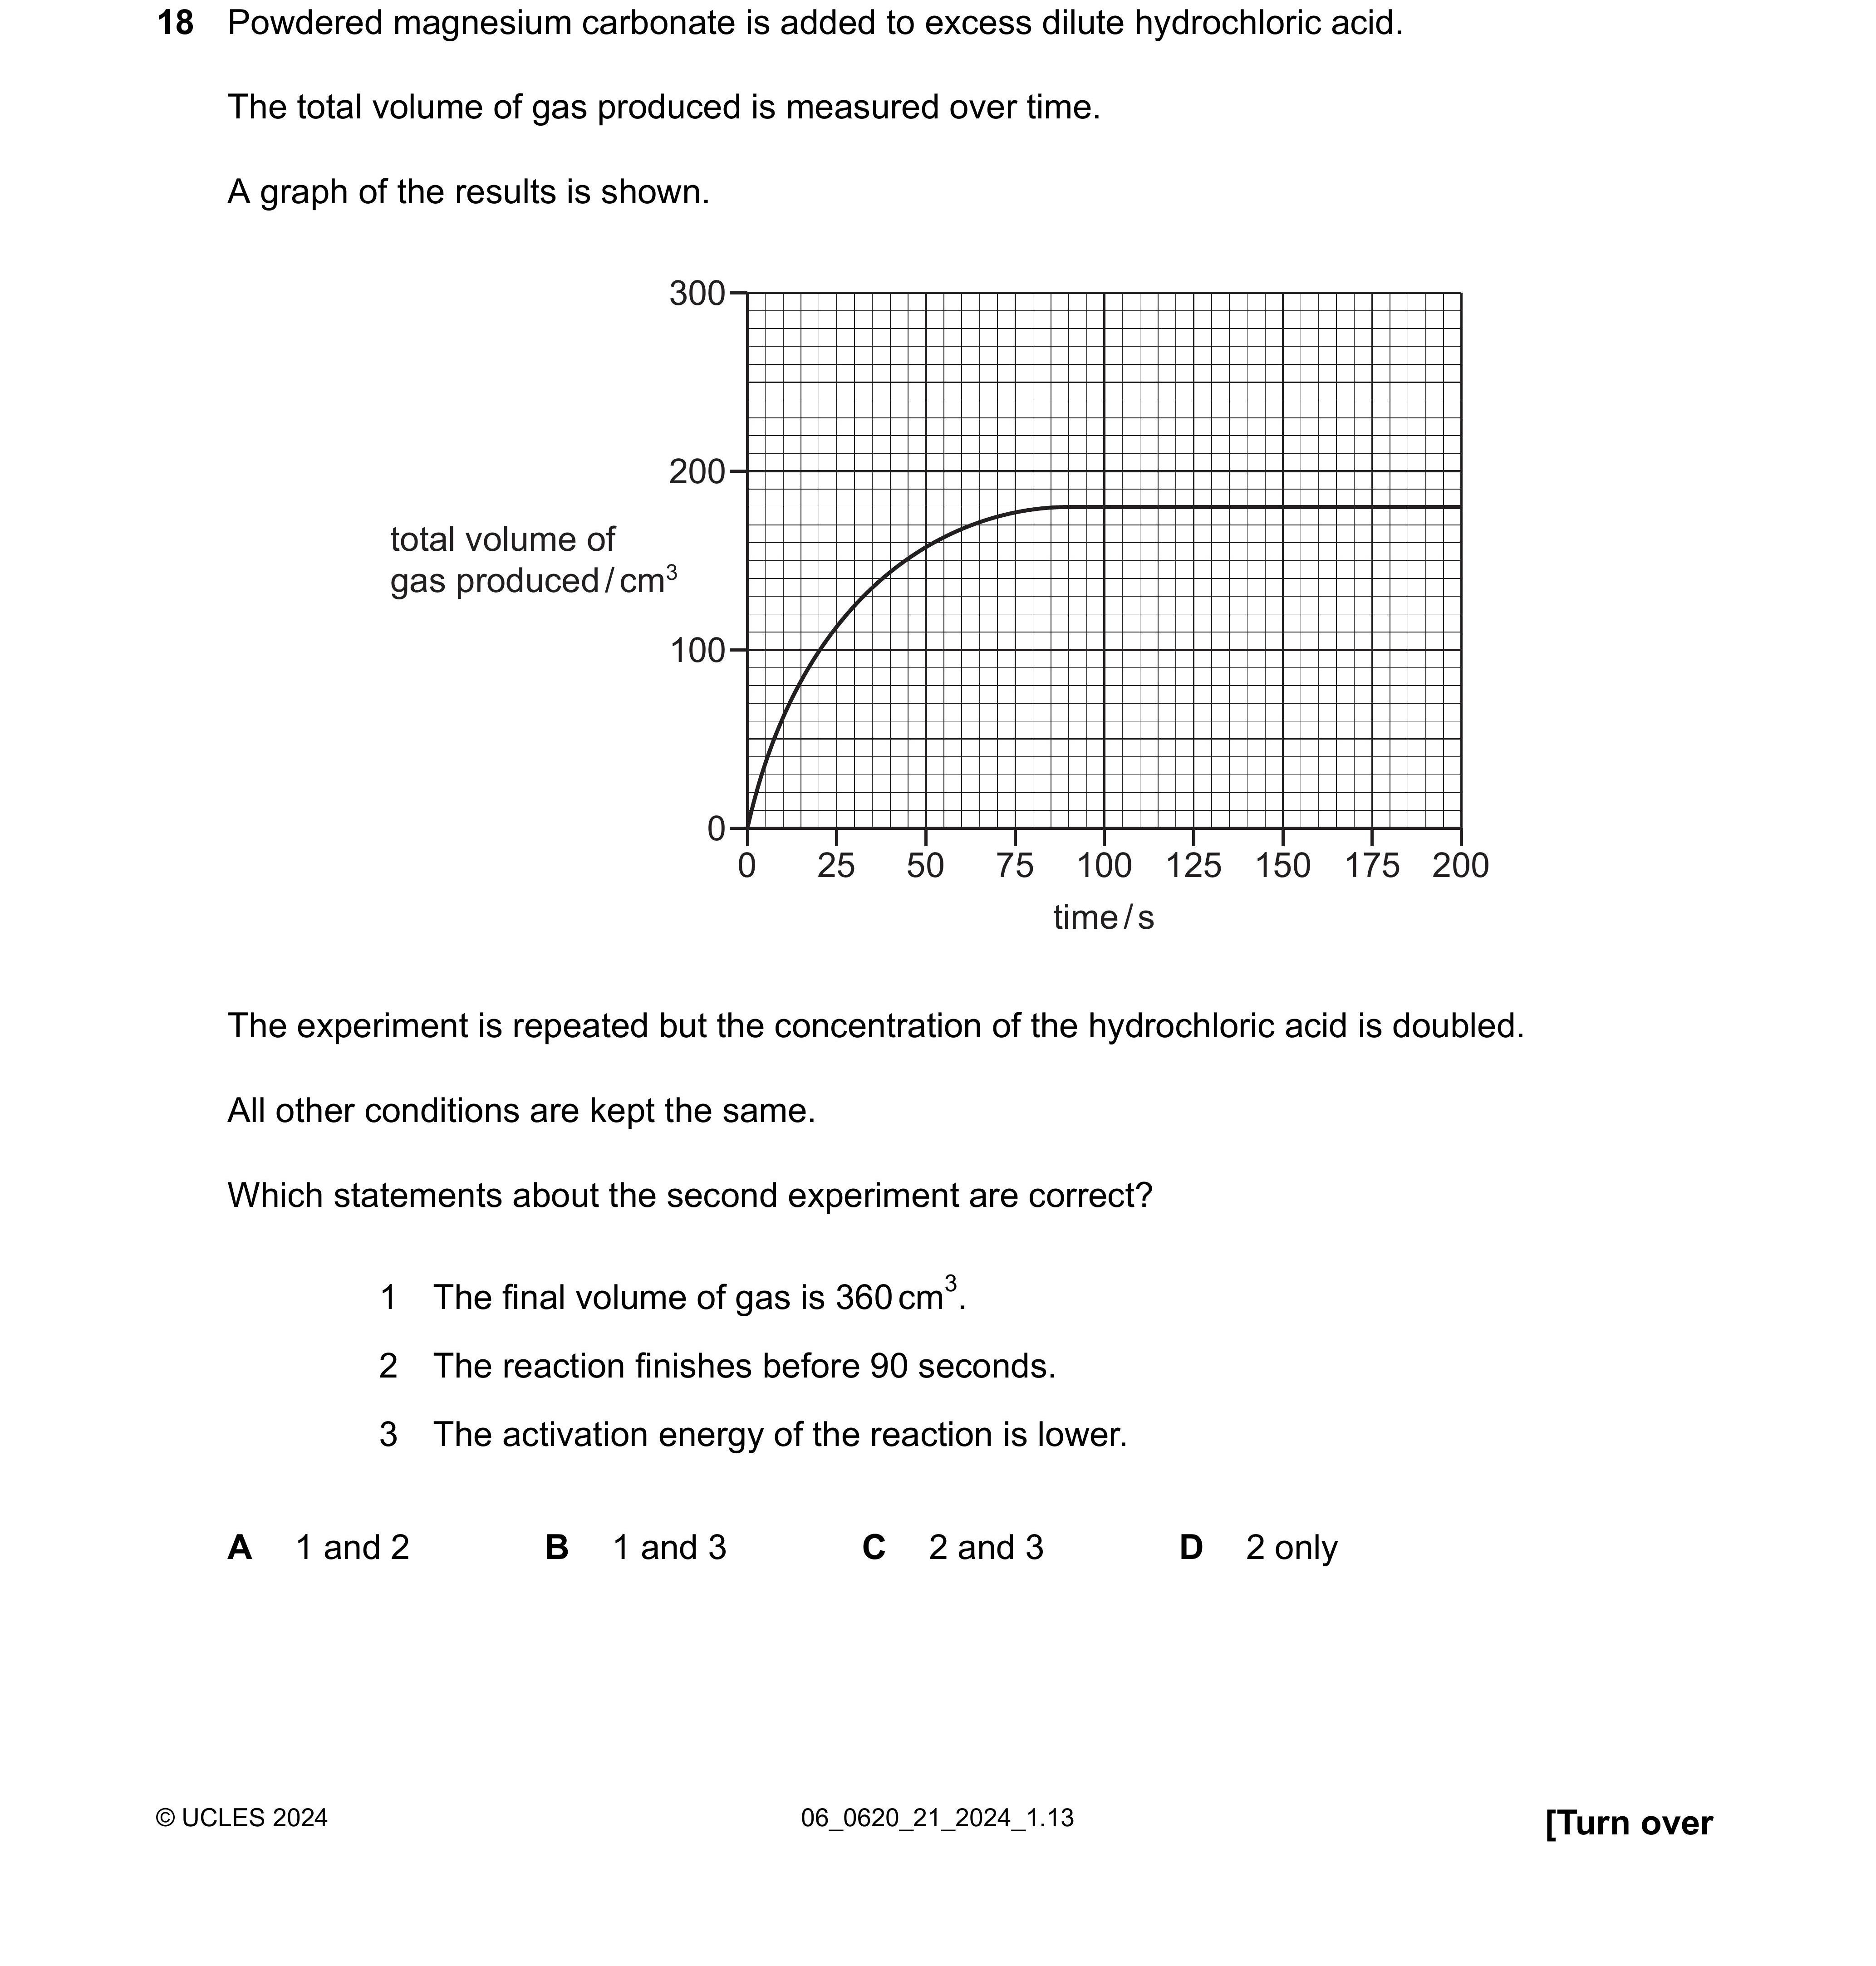 18 Powdered magnesium carbonate is added to excess dilute hydrochloric acid.
The total volume of gas produced is measured over time.
A graph of the results is shown.
300
200
total volume of
gas produced / cm³
100
0
0 25 50 75 100 125 150 175 200
time / s
The experiment is repeated but the concentration of the hydrochloric acid is doubled.
All other conditions are kept the same.
Which statements about the second experiment are correct?
1 The final volume of gas is 360 cm³.
2 The reaction finishes before 90 seconds.
3 The activation energy of the reaction is lower.
A 1 and 2 B 1 and 3 C 2 and 3 D 2 only
© UCLES 2024 06_0620_21_2024_1.13 [Turn over